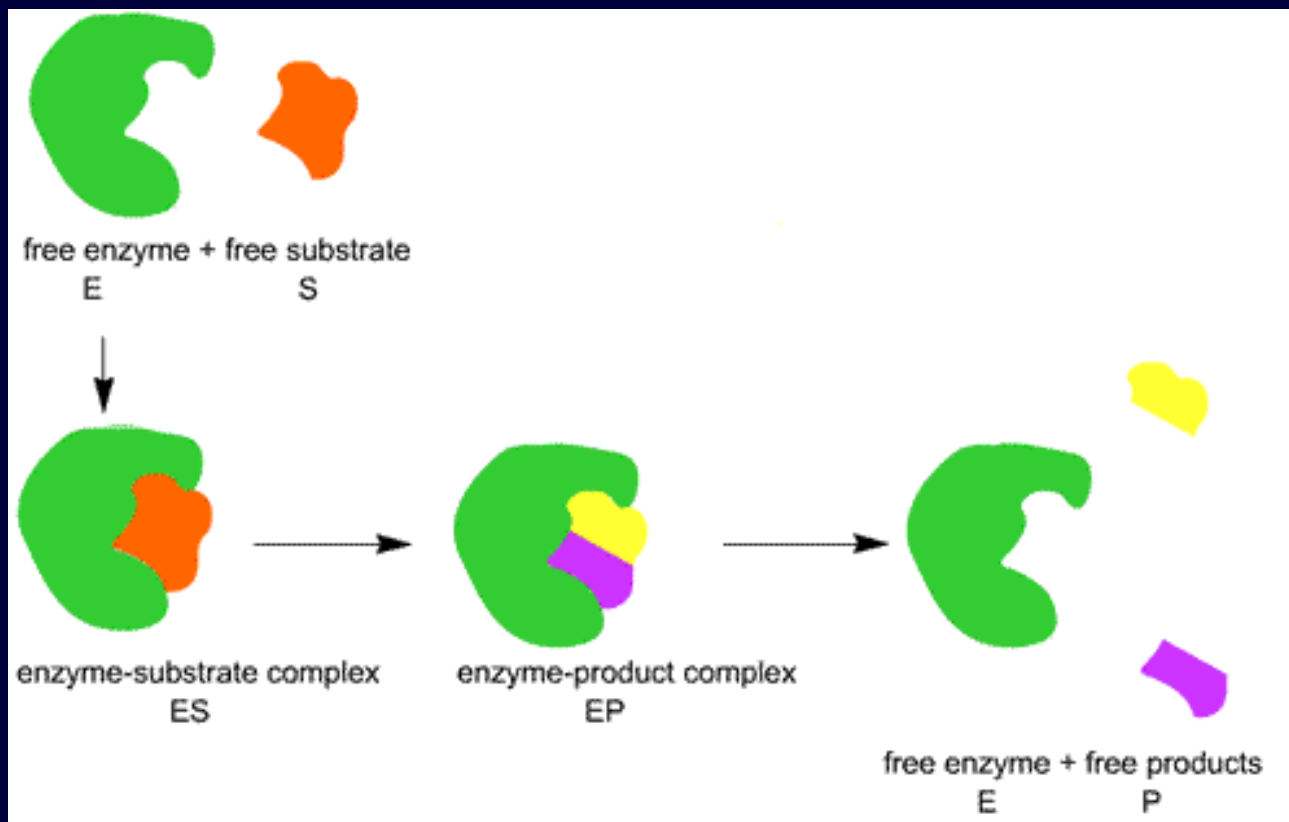 free enzyme + free substrate
E S
enzyme-substrate complex
ES
enzyme-product complex
EP
free enzyme + free products
E P